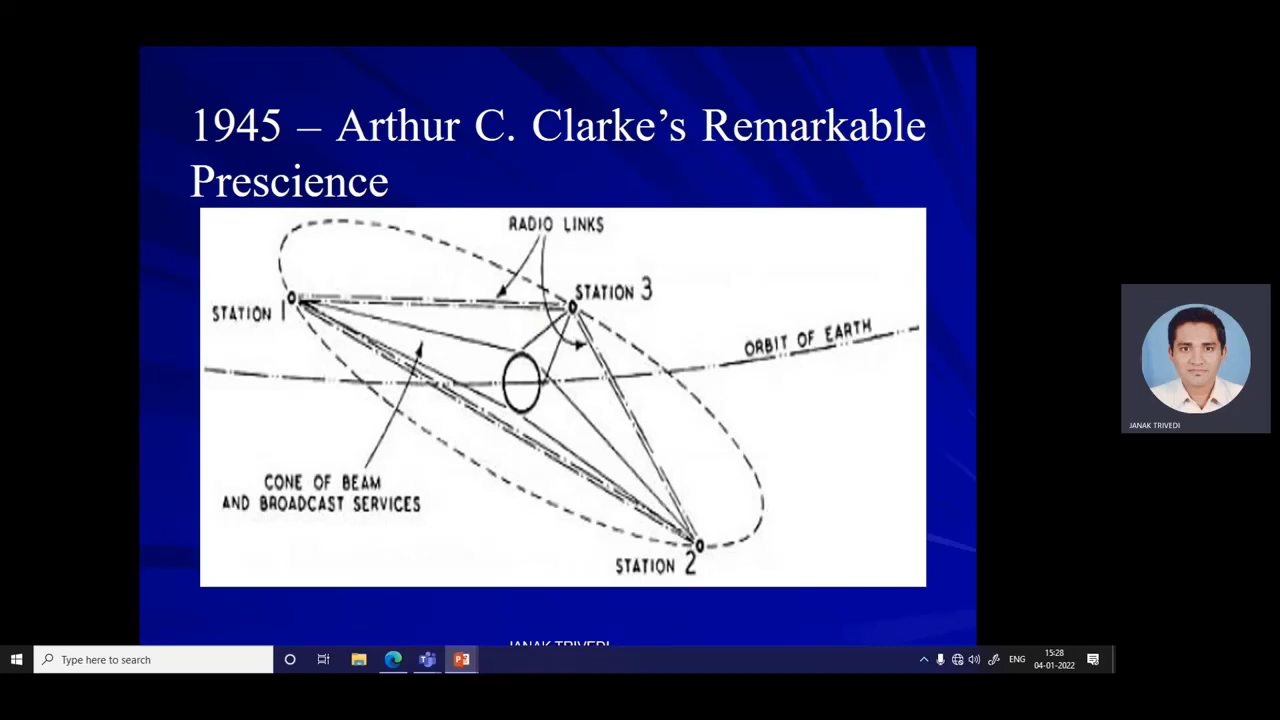 1945 – Arthur C. Clarke’s Remarkable
Prescience
RADIO LINKS
STATION 3
STATION 1
ORBIT OF EARTH
CONE OF BEAM
AND BROADCAST SERVICES
STATION 2
JANAK TRIVEDI
JANAK TRIVEDI
Type here to search
ENG
15:28
04-01-2022